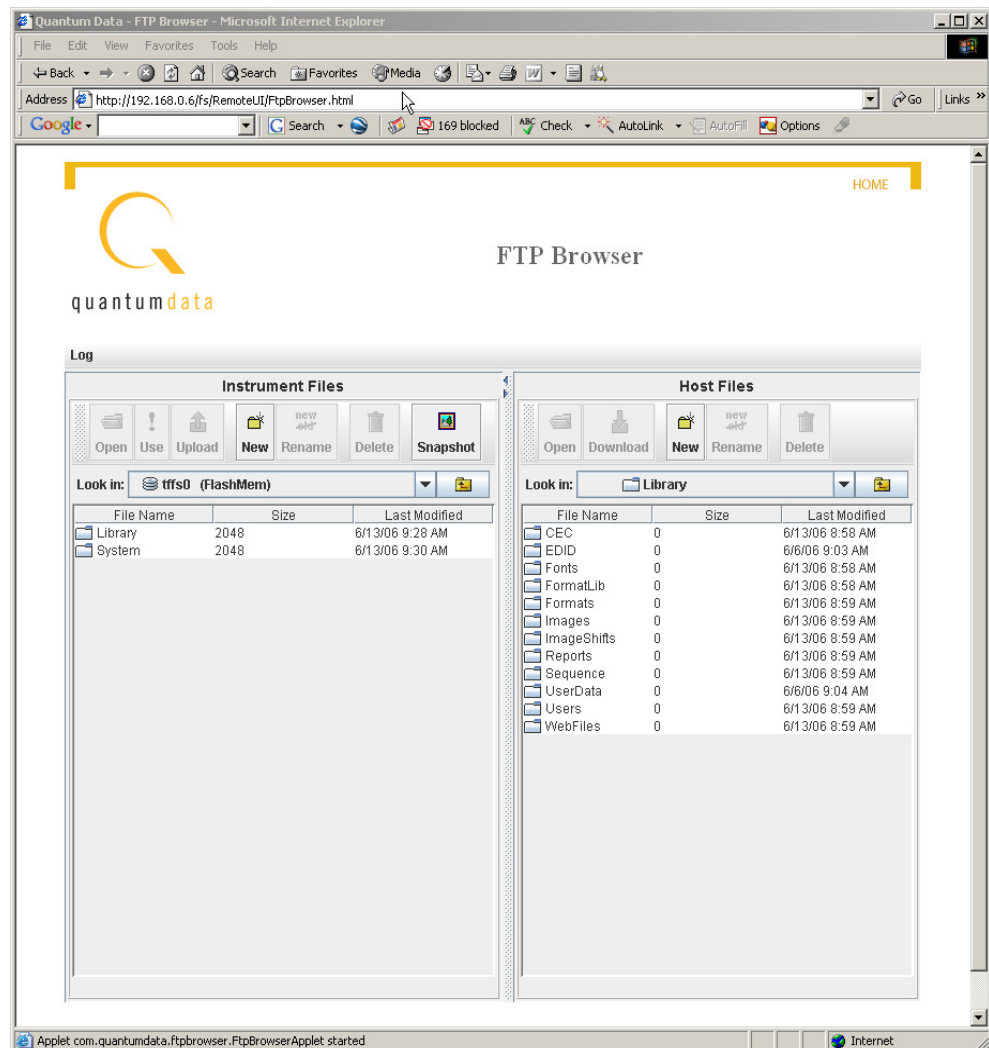 Quantum Data - FTP Browser - Microsoft Internet Explorer
File Edit View Favorites Tools Help
Back Search Favorites Media
Address http://192.168.0.6/fs/RemoteUI/FtpBrowser.html Go Links »
Google Search 169 blocked ABC Check AutoLink AutoFill Options
HOME
FTP Browser
quantumdata
Log
Instrument Files
Open Use Upload New new old Rename Delete Snapshot
Look in: tffs0 (FlashMem)
File Name Size Last Modified
Library 2048 6/13/06 9:28 AM
System 2048 6/13/06 9:30 AM
Host Files
Open Download New new old Rename Delete
Look in: Library
File Name Size Last Modified
CEC 0 6/13/06 8:58 AM
EDID 0 6/6/06 9:03 AM
Fonts 0 6/13/06 8:58 AM
FormatLib 0 6/13/06 8:58 AM
Formats 0 6/13/06 8:59 AM
Images 0 6/13/06 8:59 AM
ImageShifts 0 6/13/06 8:59 AM
Reports 0 6/13/06 8:59 AM
Sequence 0 6/13/06 8:59 AM
UserData 0 6/6/06 9:04 AM
Users 0 6/13/06 8:59 AM
WebFiles 0 6/13/06 8:59 AM
Applet com.quantumdata.ftpbrowser.FtpBrowserApplet started Internet